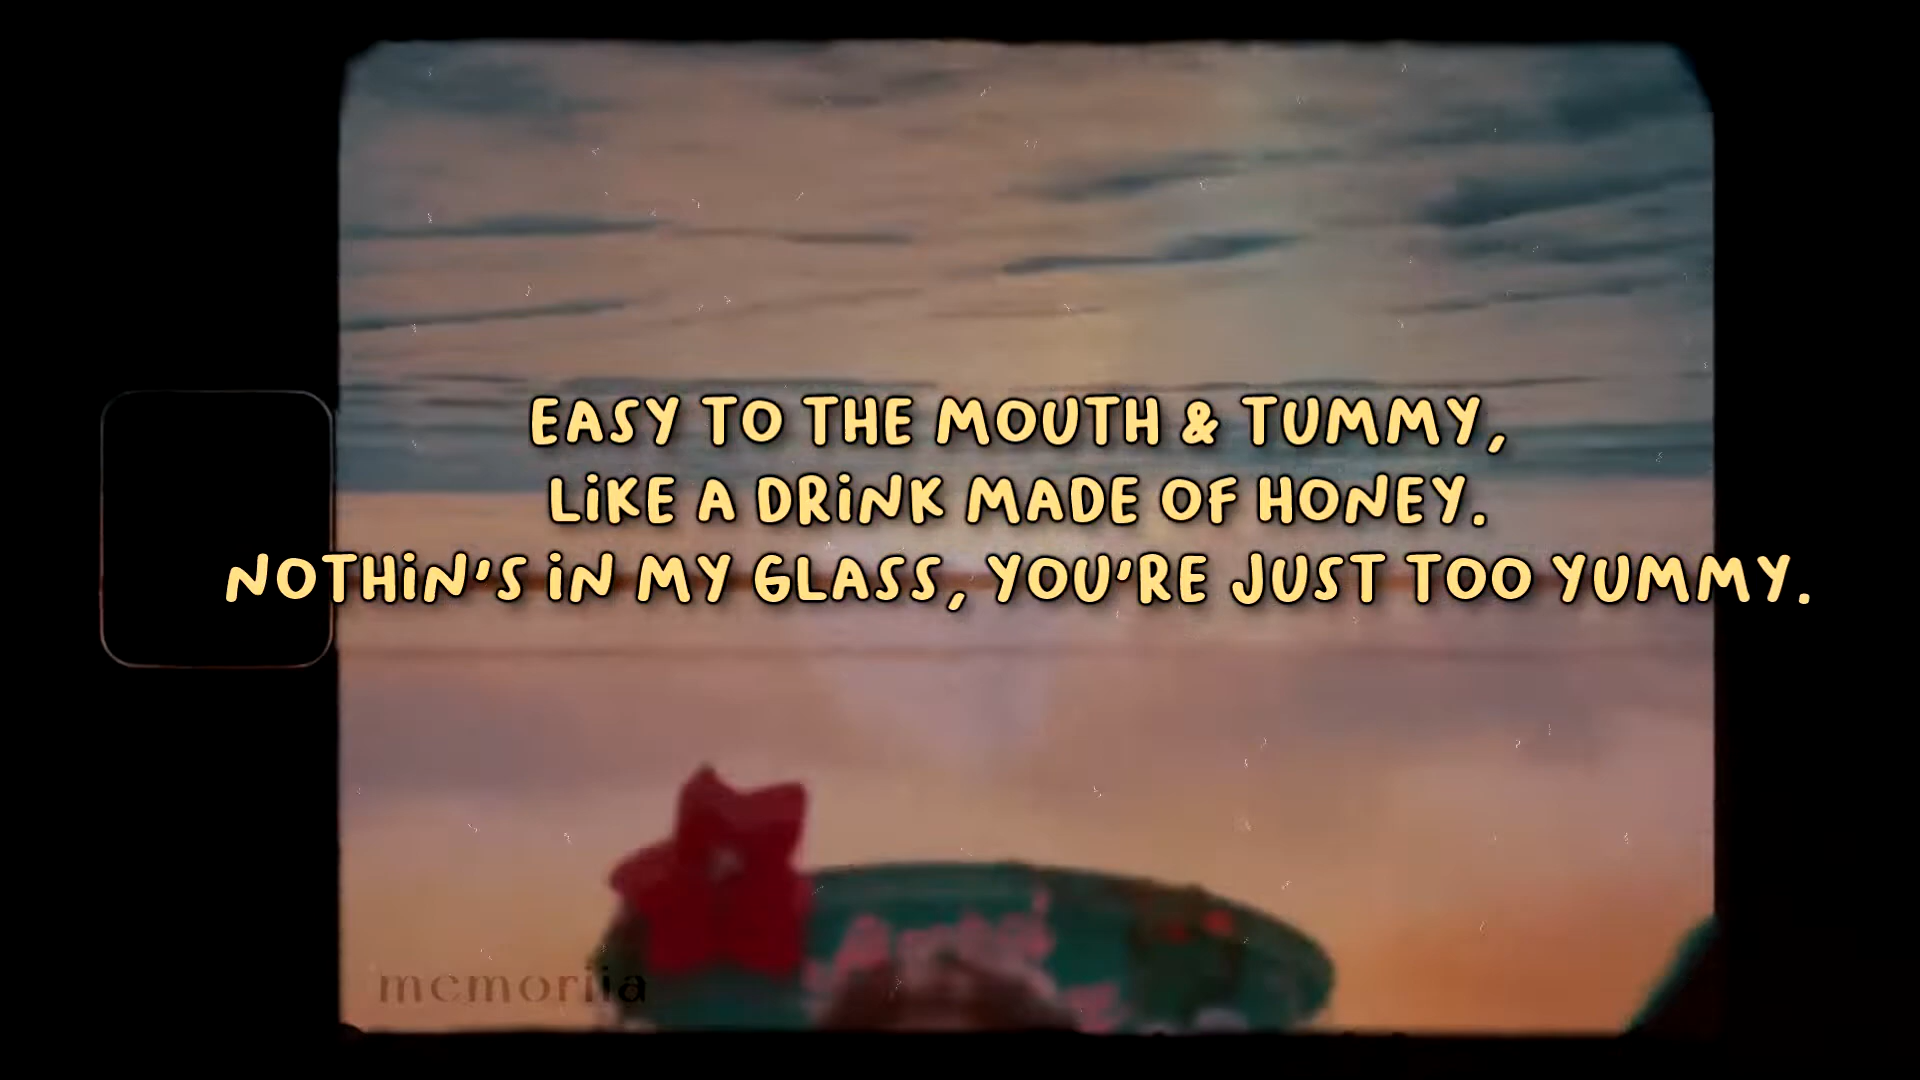 EASY TO THE MOUTH & TUMMY,
LiKE A DRiNK MADE OF HONEY.
NOTHiN'S iN MY GLASS, YOU'RE JUST TOO YUMMY.
mcmoriia